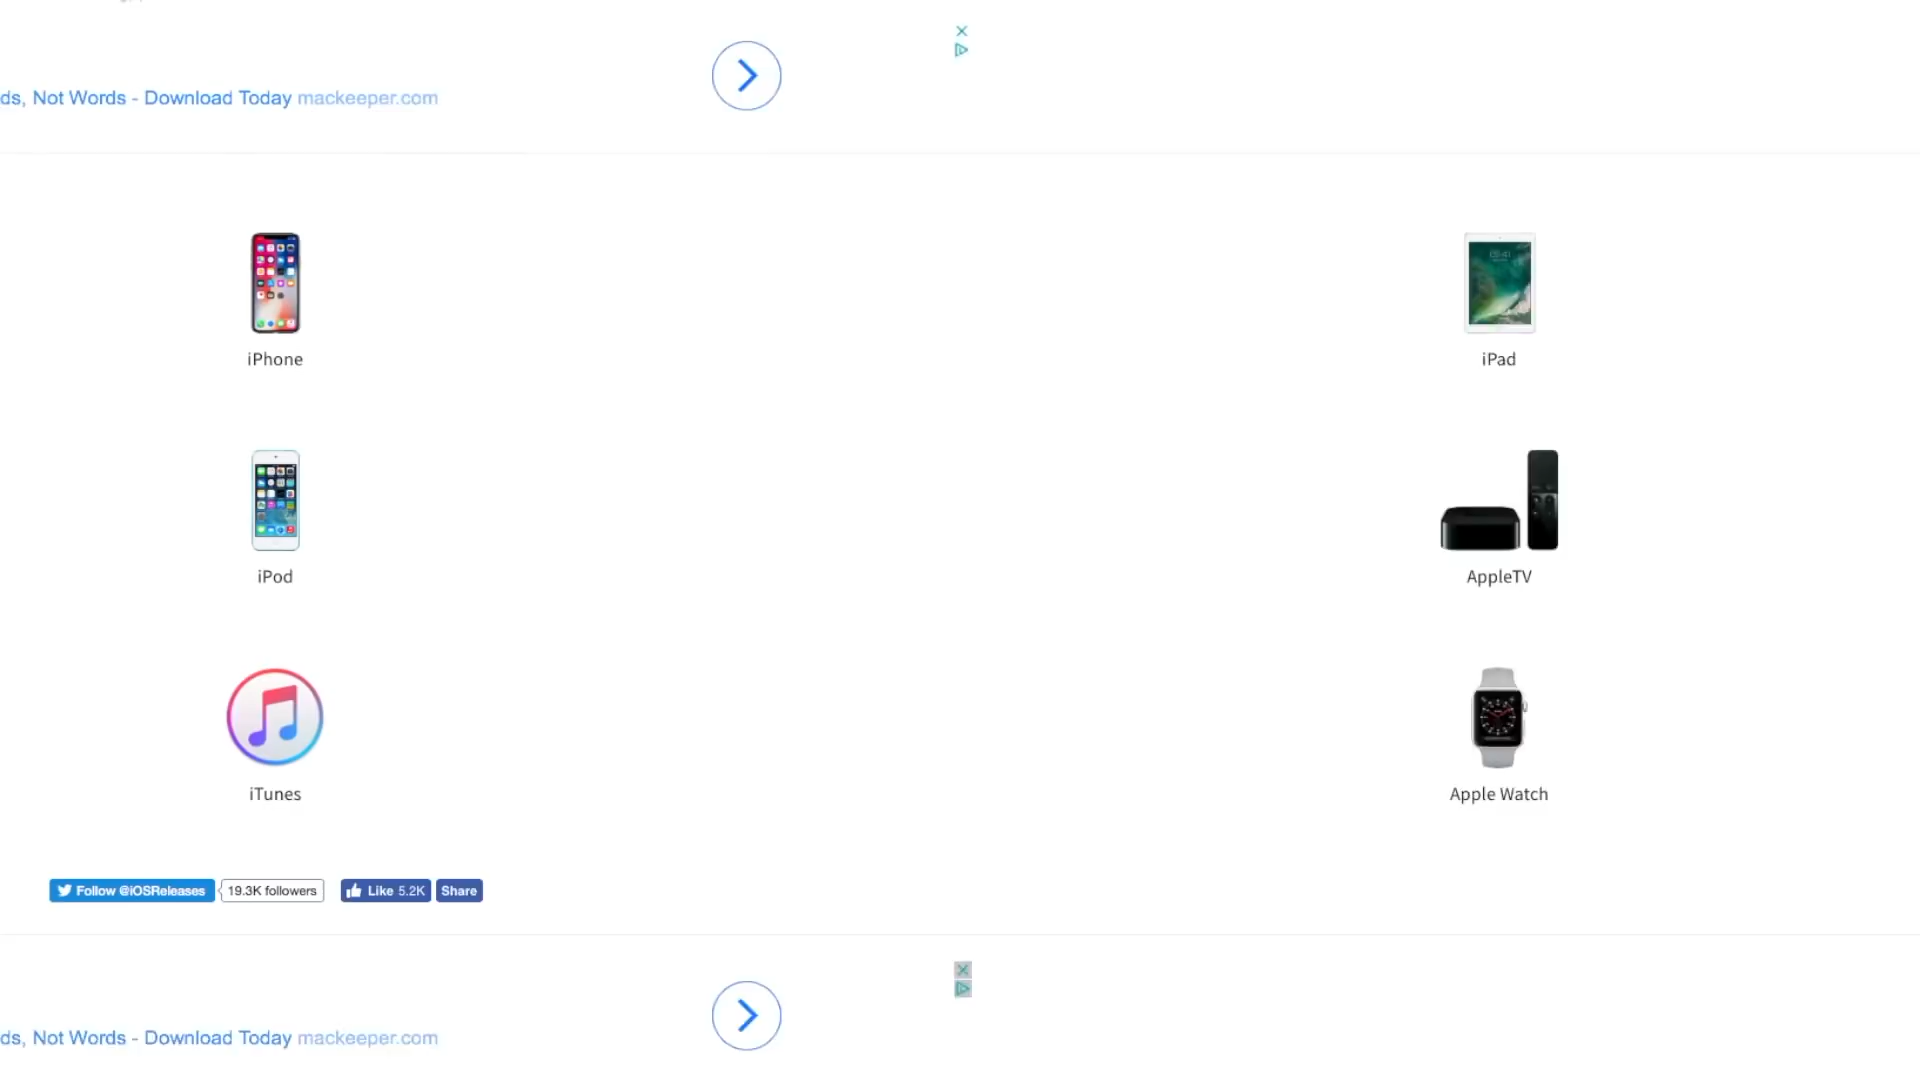 ds, Not Words - Download Today mackeeper.com
iPhone
iPad
iPod
AppleTV
iTunes
Apple Watch
Follow @iOSReleases 19.3K followers Like 5.2K Share
ds, Not Words - Download Today mackeeper.com